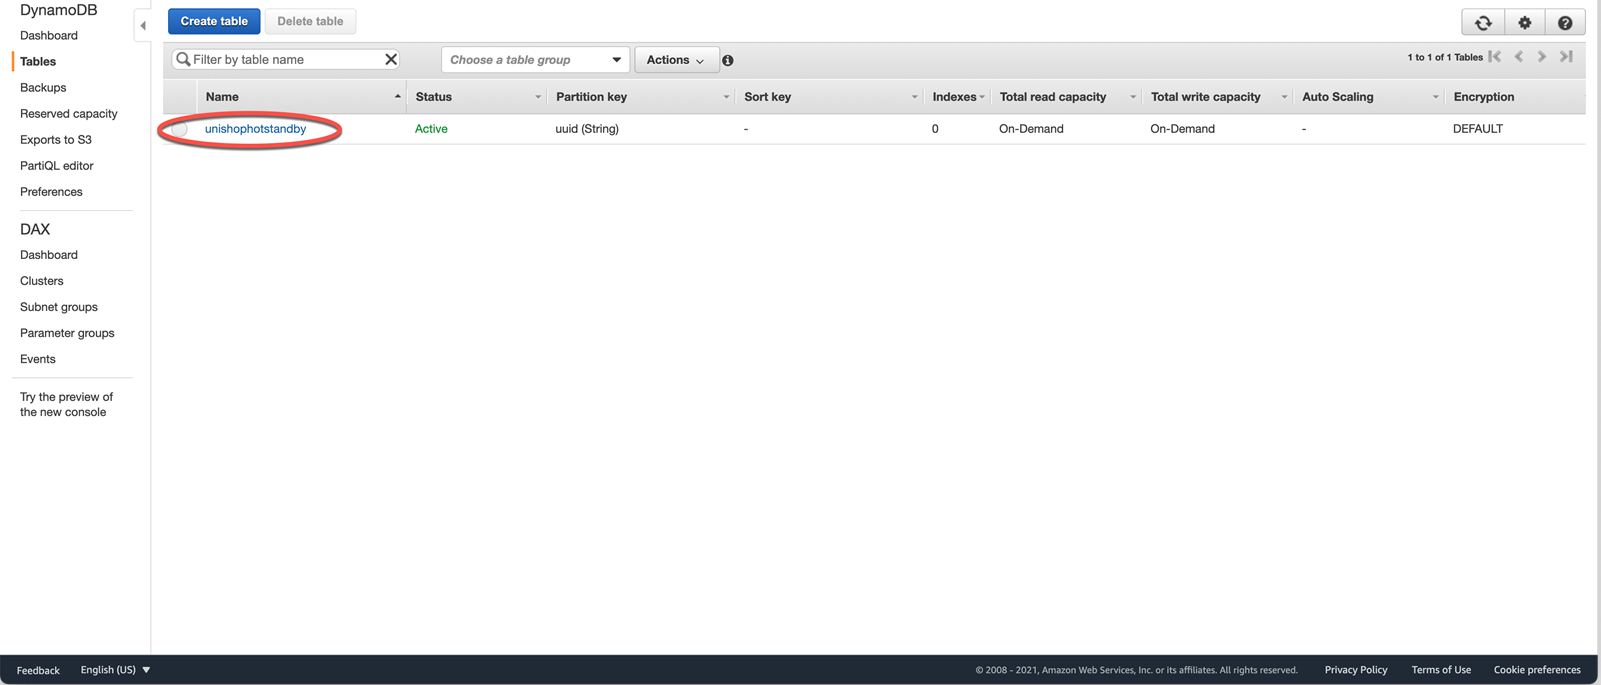 DynamoDB
Dashboard
Tables
Backups
Reserved capacity
Exports to S3
PartiQL editor
Preferences
DAX
Dashboard
Clusters
Subnet groups
Parameter groups
Events
Try the preview of
the new console
Create table Delete table
Filter by table name Choose a table group Actions 1 to 1 of 1 Tables
Name Status Partition key Sort key Indexes Total read capacity Total write capacity Auto Scaling Encryption
unishophotstandby Active uuid (String) - 0 On-Demand On-Demand - DEFAULT
Feedback English (US) © 2008 - 2021, Amazon Web Services, Inc. or its affiliates. All rights reserved. Privacy Policy Terms of Use Cookie preferences